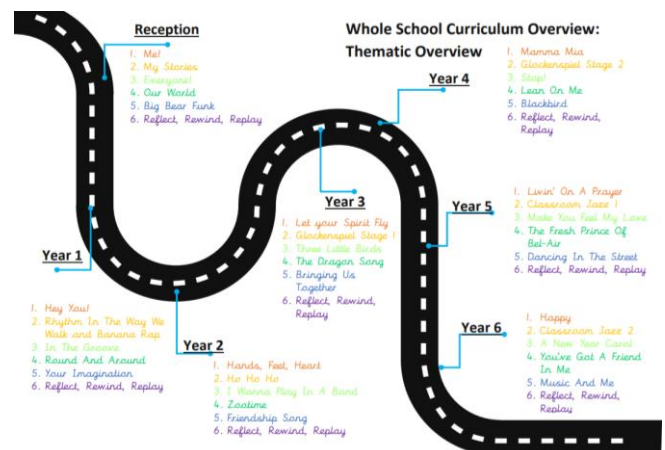 Whole School Curriculum Overview:
Thematic Overview
Reception
1. Me!
2. My Stories
3. Everyone!
4. Our World
5. Big Bear Funk
6. Reflect, Rewind, Replay
Year 1
1. Hey You!
2. Rhythm In The Way We
Walk and Banana Rap
3. In The Groove
4. Round And Around
5. Your Imagination
6. Reflect, Rewind, Replay
Year 2
1. Hands, Feet, Heart
2. Ho Ho Ho
3. I Wanna Play In A Band
4. Zootime
5. Friendship Song
6. Reflect, Rewind, Replay
Year 3
1. Let your Spirit Fly
2. Glockenspiel Stage 1
3. Three Little Birds
4. The Dragon Song
5. Bringing Us
Together
6. Reflect, Rewind,
Replay
Year 4
1. Mamma Mia
2. Glockenspiel Stage 2
3. Stop!
4. Lean On Me
5. Blackbird
6. Reflect, Rewind,
Replay
Year 5
1. Livin' On A Prayer
2. Classroom Jazz 1
3. Make You Feel My Love
4. The Fresh Prince Of
Bel-Air
5. Dancing In The Street
6. Reflect, Rewind, Replay
Year 6
1. Happy
2. Classroom Jazz 2
3. A New Year Carol
4. You've Got A Friend
In Me
5. Music And Me
6. Reflect, Rewind,
Replay